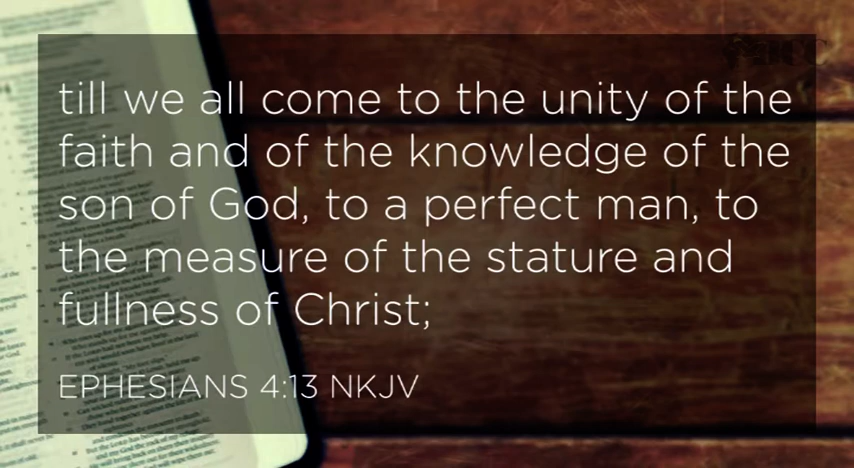 till we all come to the unity of the
faith and of the knowledge of the
son of God, to a perfect man, to
the measure of the stature and
fullness of Christ;
EPHESIANS 4:13 NKJV